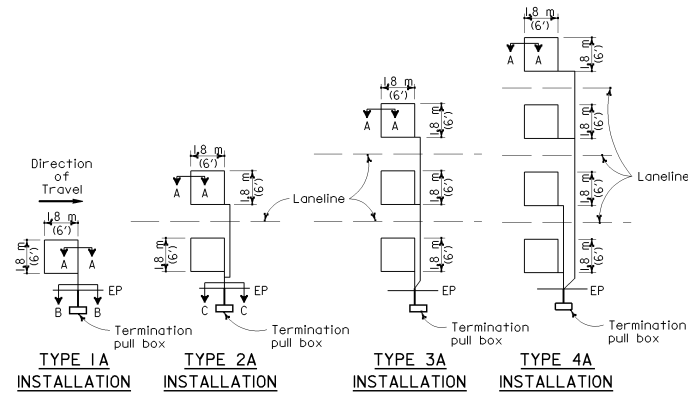 Direction
of
Travel
1.8 m
(6')
1.8 m
(6')
A A
EP
B B
Termination
pull box
TYPE 1A
INSTALLATION
1.8 m
(6')
A A
1.8 m
(6')
1.8 m
(6')
EP
C C
Termination
pull box
TYPE 2A
INSTALLATION
Laneline
1.8 m
(6')
A A
1.8 m
(6')
1.8 m
(6')
1.8 m
(6')
EP
Termination
pull box
TYPE 3A
INSTALLATION
1.8 m
(6')
A A
1.8 m
(6')
1.8 m
(6')
1.8 m
(6')
1.8 m
(6')
Laneline
EP
Termination
pull box
TYPE 4A
INSTALLATION